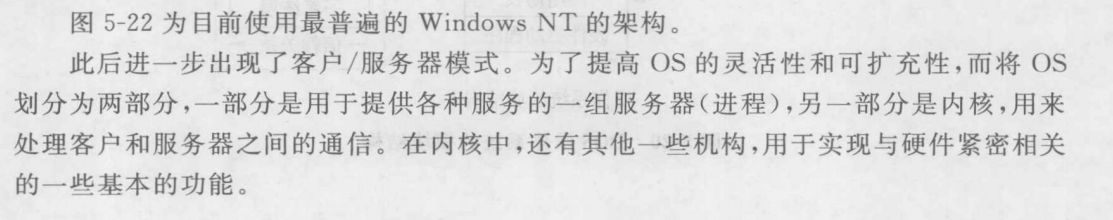 图 5-22 为目前使用最普遍的 Windows NT 的架构。
此后进一步出现了客户/服务器模式。为了提高 OS 的灵活性和可扩充性,而将 OS
划分为两部分,一部分是用于提供各种服务的一组服务器(进程),另一部分是内核,用来
处理客户和服务器之间的通信。在内核中,还有其他一些机构,用于实现与硬件紧密相关
的一些基本的功能。